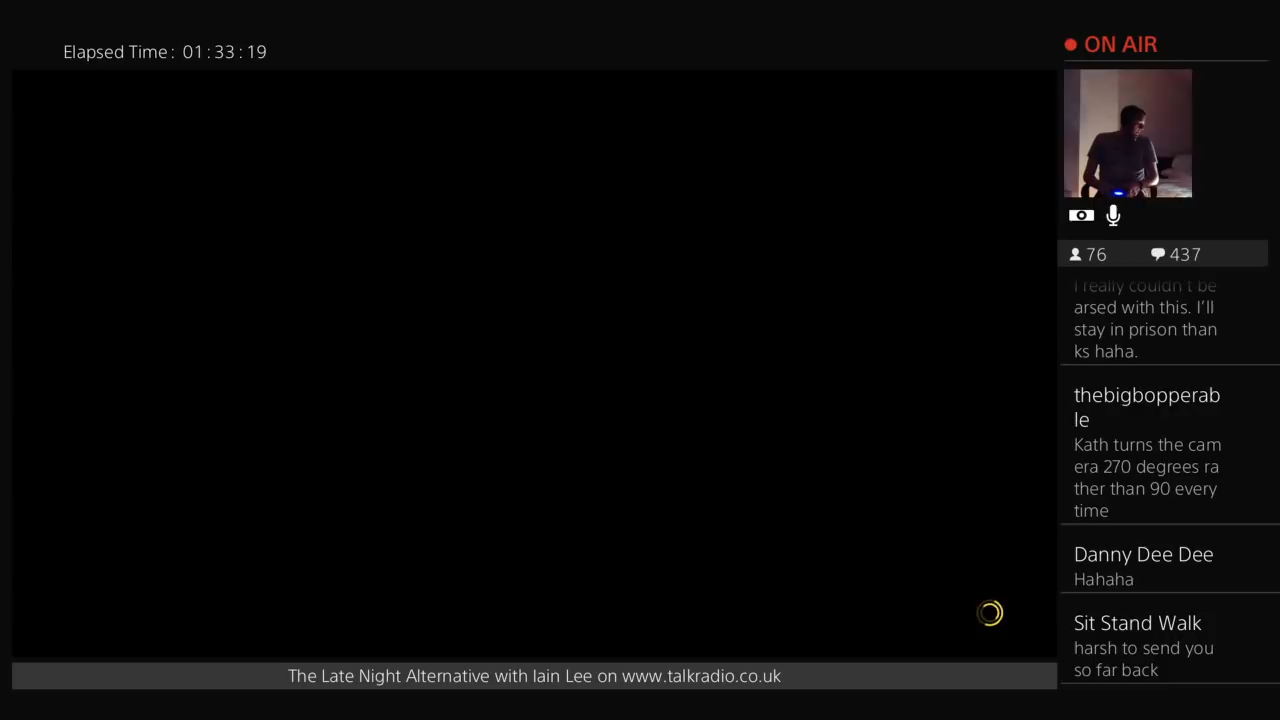 Elapsed Time: 01:33:19
ON AIR
76 437
I really couldn't be
arsed with this. I'll
stay in prison than
ks haha.
thebigbopperab
le
Kath turns the cam
era 270 degrees ra
ther than 90 every
time
Danny Dee Dee
Hahaha
Sit Stand Walk
harsh to send you
so far back
The Late Night Alternative with Iain Lee on www.talkradio.co.uk